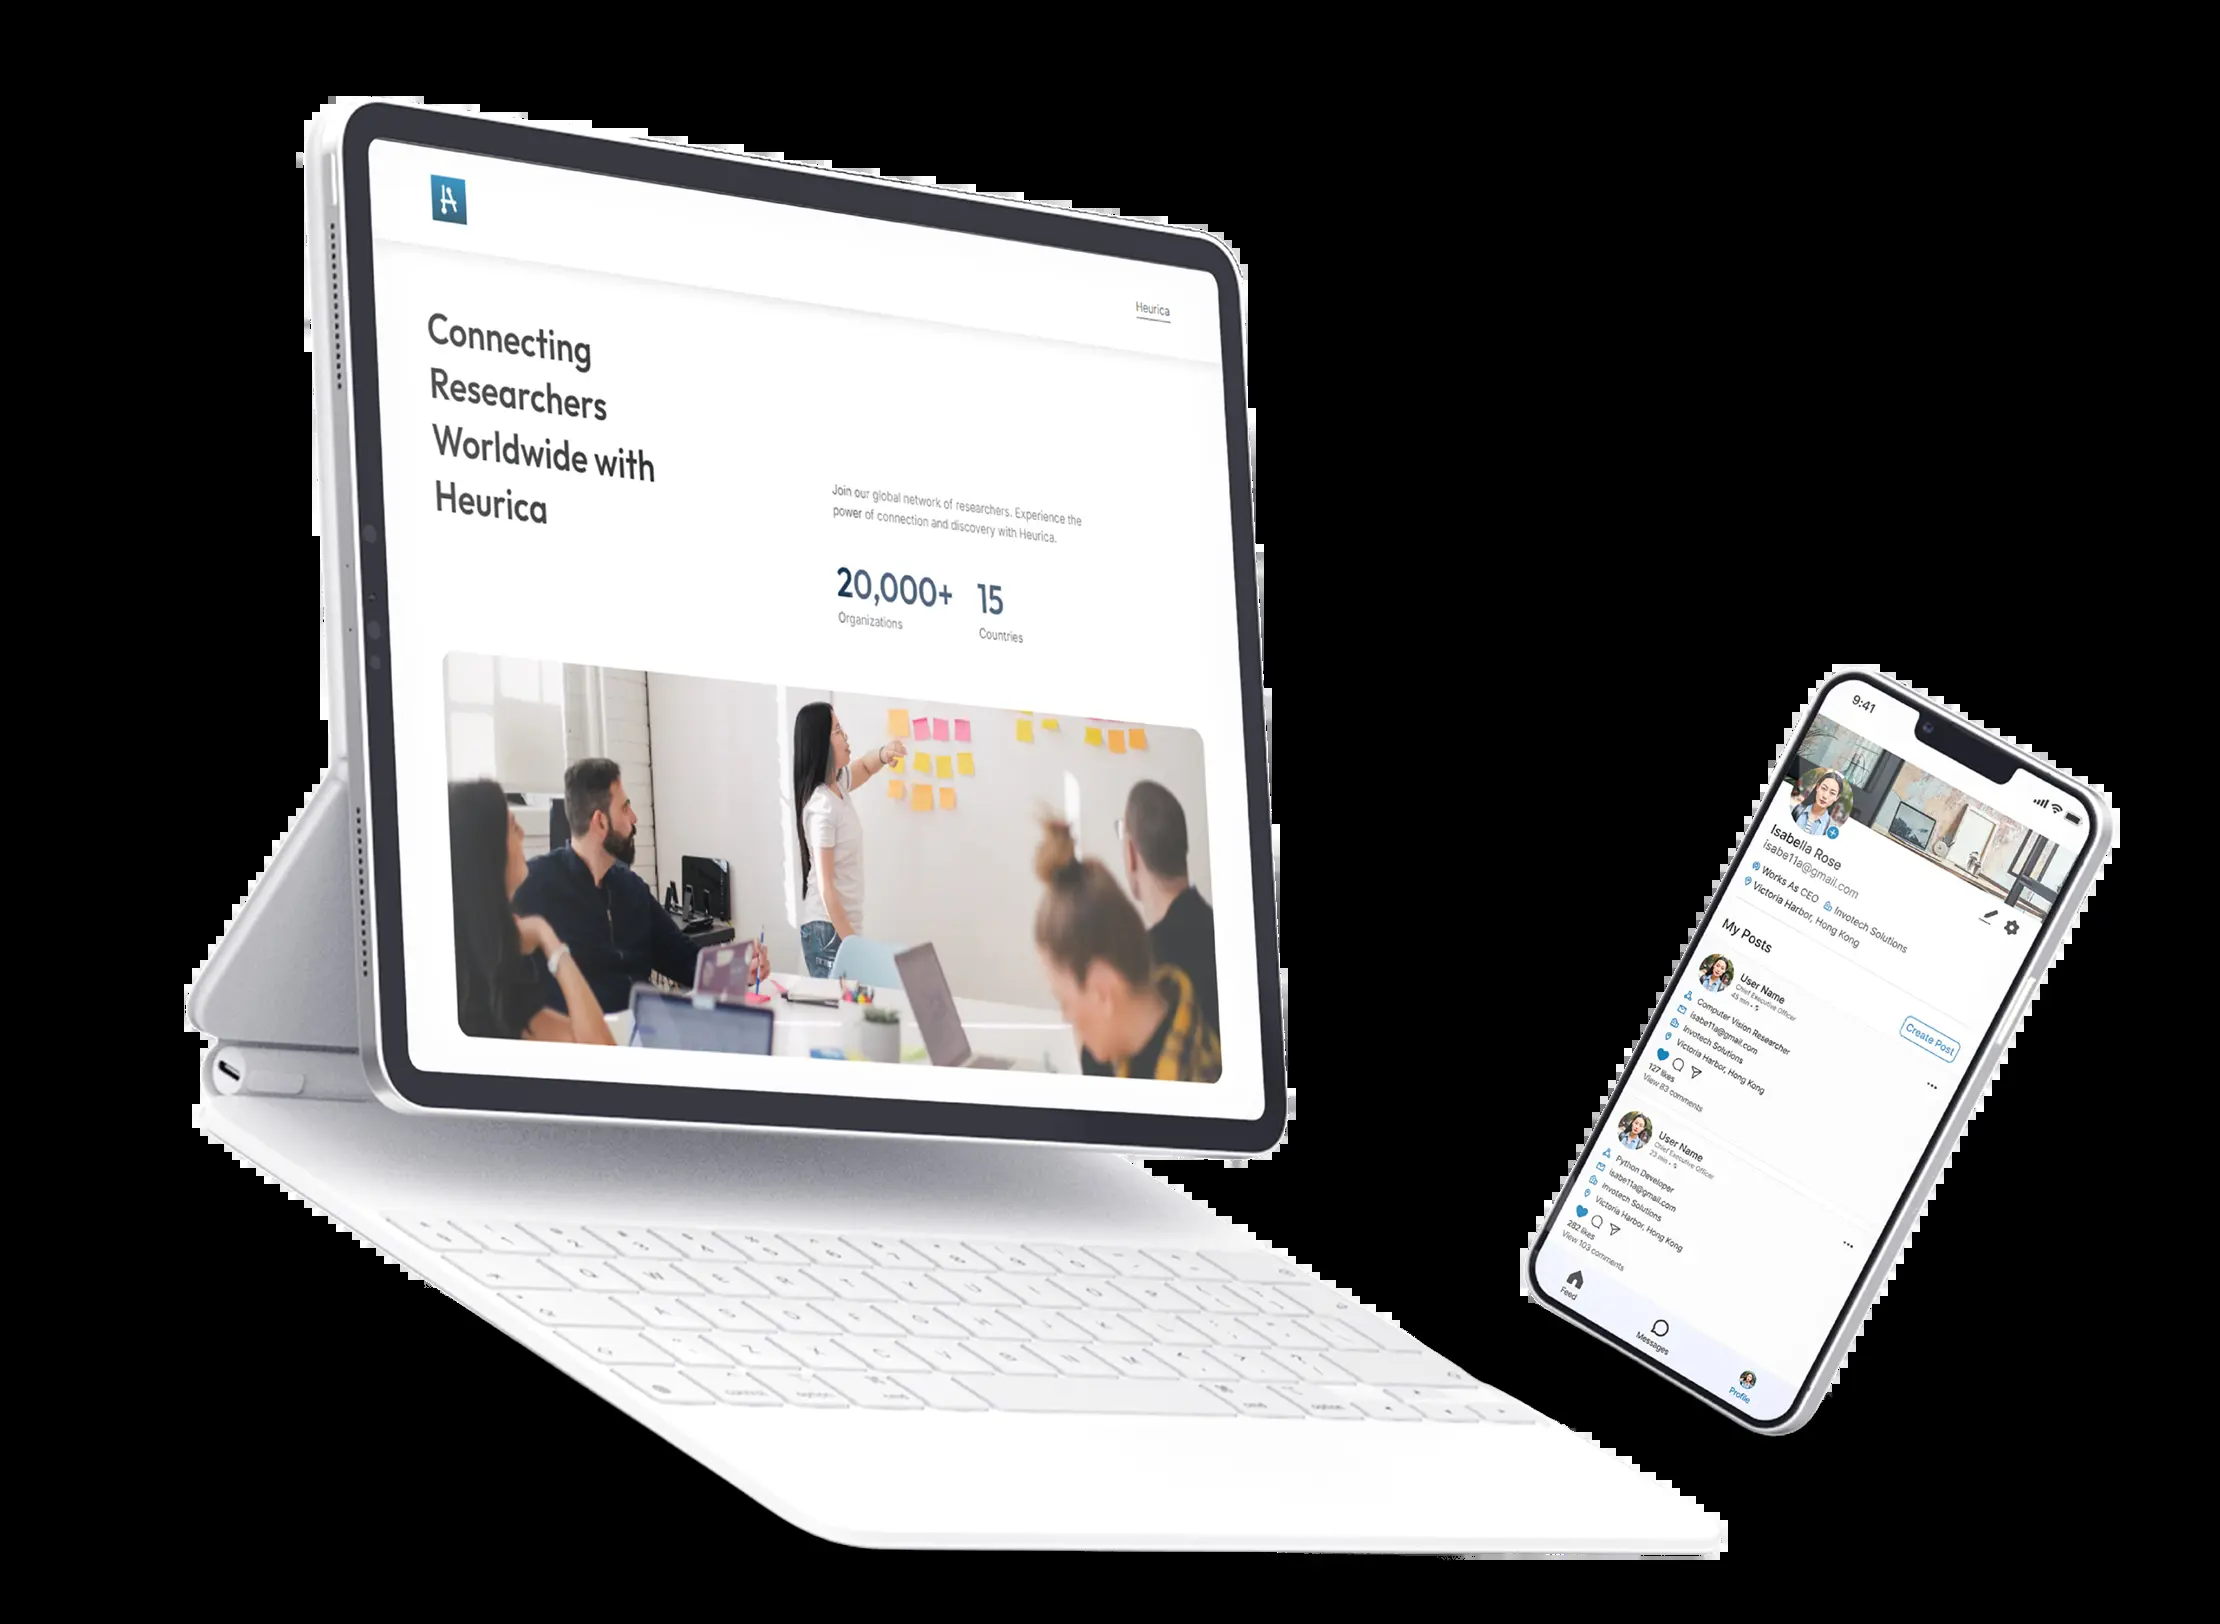 Heurica
Connecting
Researchers
Worldwide with
Heurica
Join our global network of researchers. Experience the
power of connection and discovery with Heurica.
20,000+
Organizations
15
Countries
9:41
Isabella Rose
isabe11a@gmail.com
Works As CEO Invotech Solutions
Victoria Harbor, Hong Kong
My Posts
Create Post
User Name
Chief Executive Officer
45 min •
Computer Vision Researcher
isabe11a@gmail.com
Invotech Solutions
Victoria Harbor, Hong Kong
127 likes
View 83 comments
User Name
Chief Executive Officer
23 min •
Python Developer
isabe11a@gmail.com
Invotech Solutions
Victoria Harbor, Hong Kong
282 likes
View 103 comments
Feed
Messages
Profile